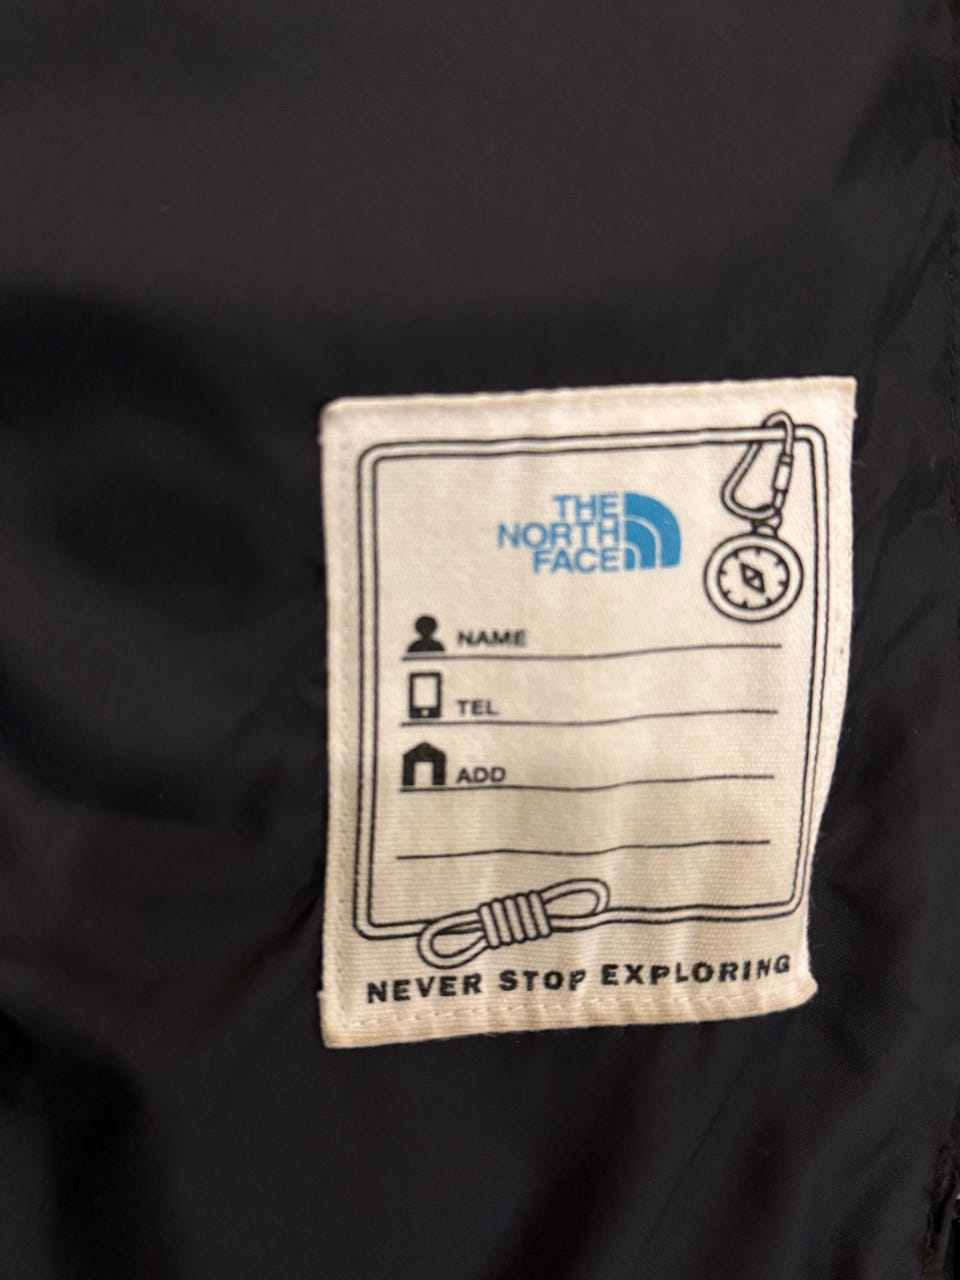 THE
NORTH
FACE
NAME
TEL
ADD
NEVER STOP EXPLORING